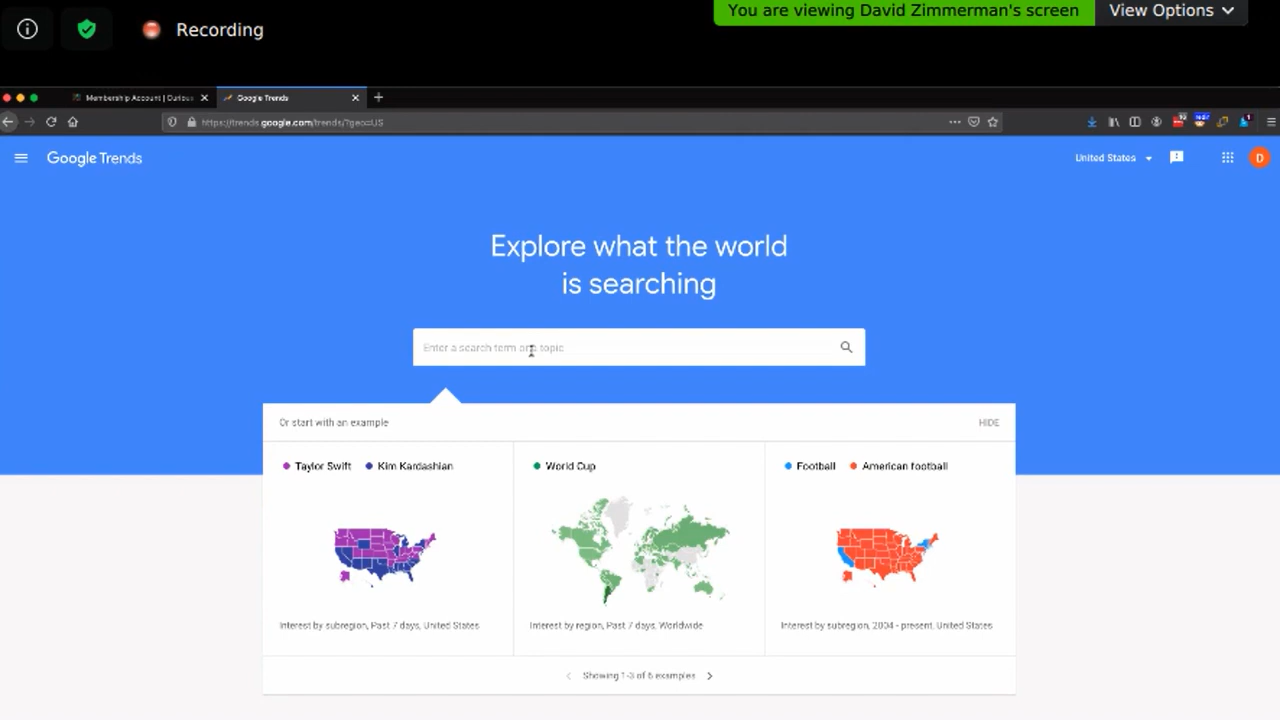 You are viewing David Zimmerman's screen
View Options
Recording
Membership Account | Curious
Google Trends
https://trends.google.com/trends/?geo=US
Google Trends
United States
D
Explore what the world
is searching
Enter a search term or a topic
Or start with an example
HIDE
Taylor Swift
Kim Kardashian
World Cup
Football
American football
Interest by subregion, Past 7 days, United States
Interest by region, Past 7 days, Worldwide
Interest by subregion, 2004 - present, United States
Showing 1-3 of 6 examples